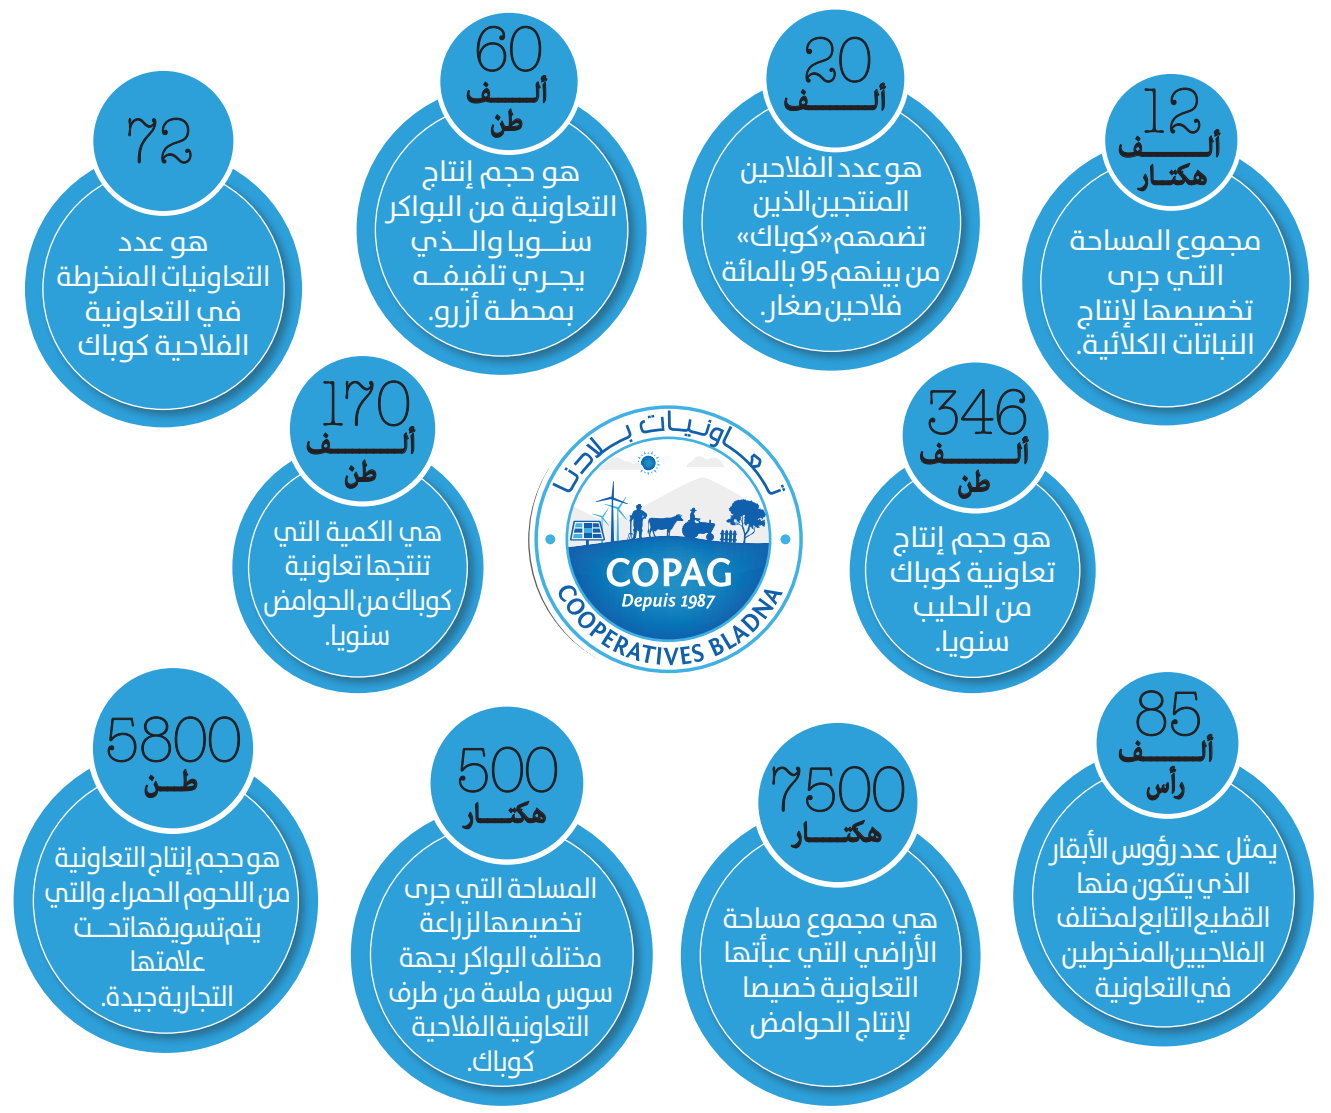 12
ألف
هكتار
مجموع المساحة
التي جرى
تخصيصها لإنتاج
النباتات الكلائية.
20
ألف
هو عدد الفلاحين
المنتجين الذين
تضمهم «كوباك»
من بينهم 95 بالمائة
فلاحين صغار.
60
ألف
طن
هو حجم إنتاج
التعاونية من البواكر
سنويا والذي
يجري تلفيفه
بمحطة أزرو.
72
هو عدد
التعاونيات المنخرطة
في التعاونية
الفلاحية كوباك
346
ألف
طن
هو حجم إنتاج
تعاونية كوباك
من الحليب
سنويا.
تعاونيات بلادنا
COPAG
Depuis 1987
COOPERATIVES BLADNA
170
ألف
طن
هي الكمية التي
تنتجها تعاونية
كوباك من الحوامض
سنويا.
85
ألف
رأس
يمثل عدد رؤوس الأبقار
الذي يتكون منها
القطيع التابع لمختلف
الفلاحيين المنخرطين
في التعاونية
7500
هكتار
هي مجموع مساحة
الأراضي التي عبأتها
التعاونية خصيصا
لإنتاج الحوامض
500
هكتار
المساحة التي جرى
تخصيصها لزراعة
مختلف البواكر بجهة
سوس ماسة من طرف
التعاونية الفلاحية
كوباك.
5800
طن
هو حجم إنتاج التعاونية
من اللحوم الحمراء والتي
يتم تسويقها تحت
علامتها
التجارية جيدة.